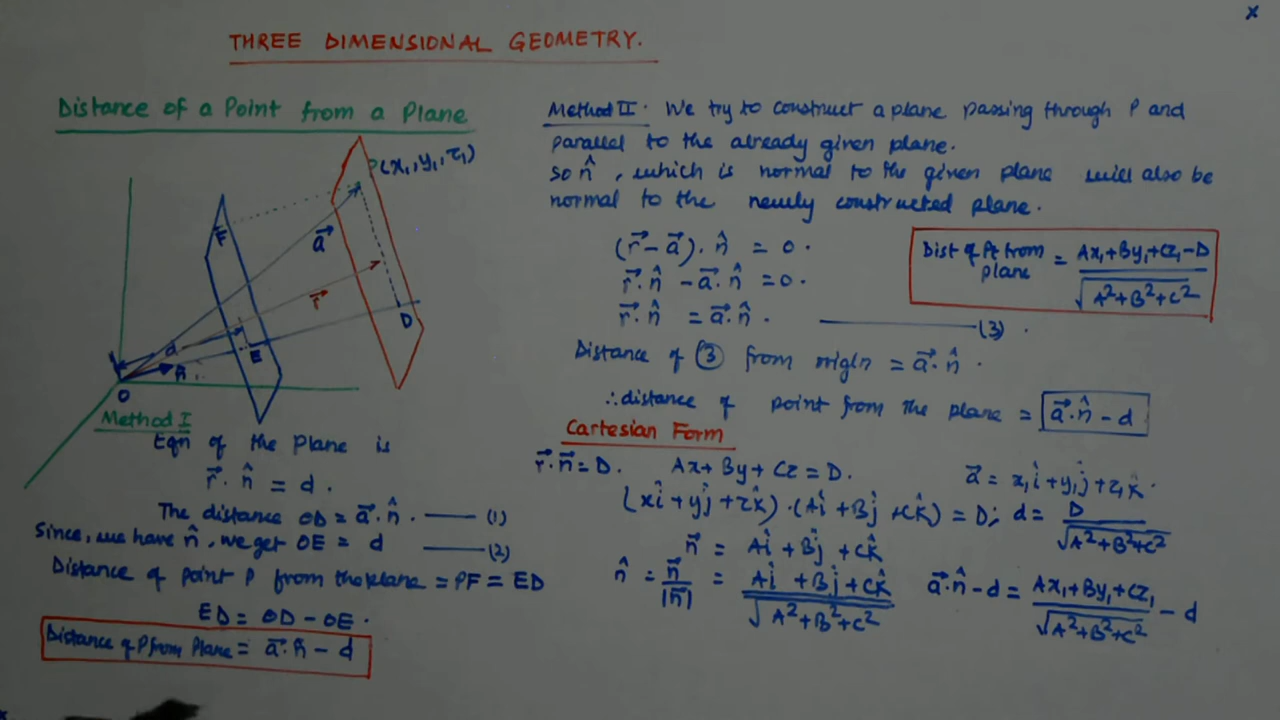 THREE DIMENSIONAL GEOMETRY.
Distance of a Point from a Plane
P(x₁, y₁, z₁)
F
a⃗
r⃗
D
d
E
n̂
O
Method I
Eqn of the Plane is
r⃗ . n̂ = d .
The distance OD = a⃗ . n̂ . —— (1)
Since, we have n̂, we get OE = d —— (2)
Distance of point P from the plane = PF = ED
ED = OD - OE .
Distance of P from Plane = a⃗ . n̂ - d
Method II . We try to construct a plane passing through P and
parallel to the already given plane.
So n̂ , which is normal to the given plane will also be
normal to the newly constructed plane .
(r⃗ - a⃗) . n̂ = 0 .
r⃗ . n̂ - a⃗ . n̂ = 0 .
r⃗ . n̂ = a⃗ . n̂ . —— (3) .
Dist of Pt from plane = (Ax₁ + By₁ + Cz₁ - D) / √(A² + B² + C²)
Distance of (3) from origin = a⃗ . n̂ .
∴ distance of point from the plane = a⃗ . n̂ - d
Cartesian Form
r⃗ . n⃗ = D . Ax + By + Cz = D . a⃗ = x₁î + y₁ĵ + z₁k̂ .
(xî + yĵ + zk̂) . (Aî + Bĵ + Ck̂) = D; d = D / √(A² + B² + C²)
n⃗ = Aî + Bĵ + Ck̂
n̂ = n⃗ / |n⃗| = (Aî + Bĵ + Ck̂) / √(A² + B² + C²) a⃗ . n̂ - d = (Ax₁ + By₁ + Cz₁) / √(A² + B² + C²) - d